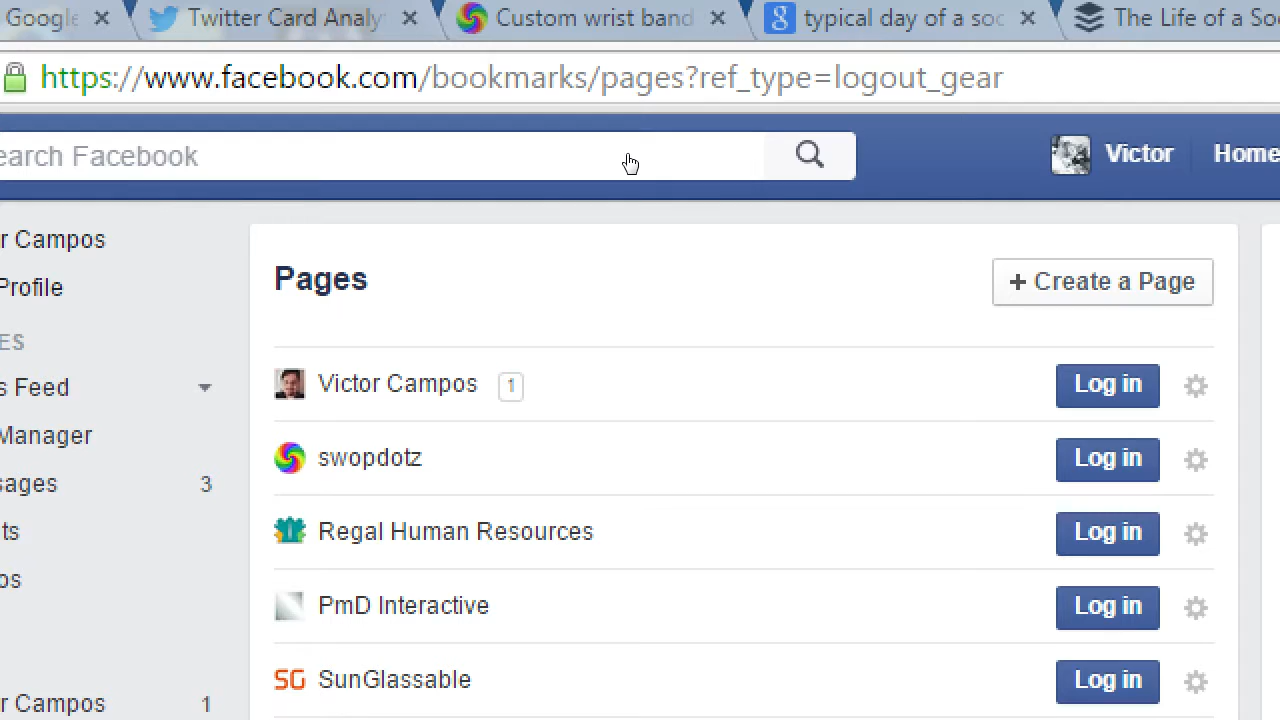 Google
Twitter Card Analy
Custom wrist band
typical day of a soc
The Life of a So
https://www.facebook.com/bookmarks/pages?ref_type=logout_gear
earch Facebook
Victor
Home
r Campos
Profile
ES
s Feed
Manager
sages 3
ts
os
r Campos 1
Pages
+ Create a Page
Victor Campos 1 Log in
swopdotz Log in
Regal Human Resources Log in
PmD Interactive Log in
SG SunGlassable Log in